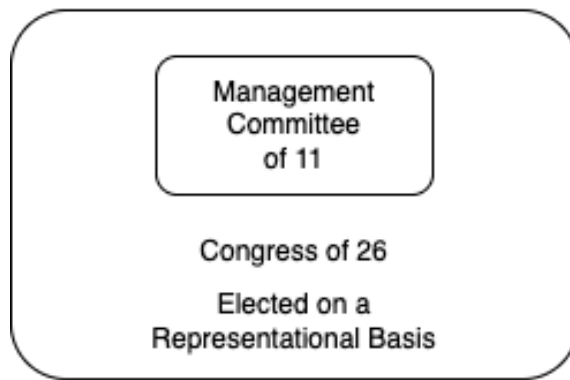 Management
Committee
of 11
Congress of 26
Elected on a
Representational Basis